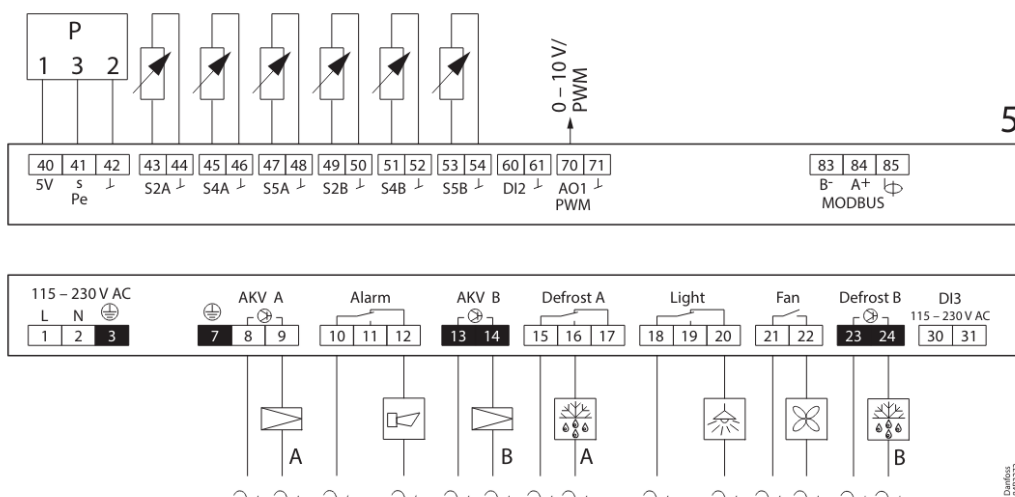 P
1 3 2
0 – 10 V/
PWM
5
40 41 42 43 44 45 46 47 48 49 50 51 52 53 54 60 61 70 71 83 84 85
5V s S2A S4A S5A S2B S4B S5B DI2 AO1 B- A+
Pe PWM MODBUS
115 – 230 V AC AKV A Alarm AKV B Defrost A Light Fan Defrost B DI3
L N 115 – 230 V AC
1 2 3 7 8 9 10 11 12 13 14 15 16 17 18 19 20 21 22 23 24 30 31
A B A B
Danfoss